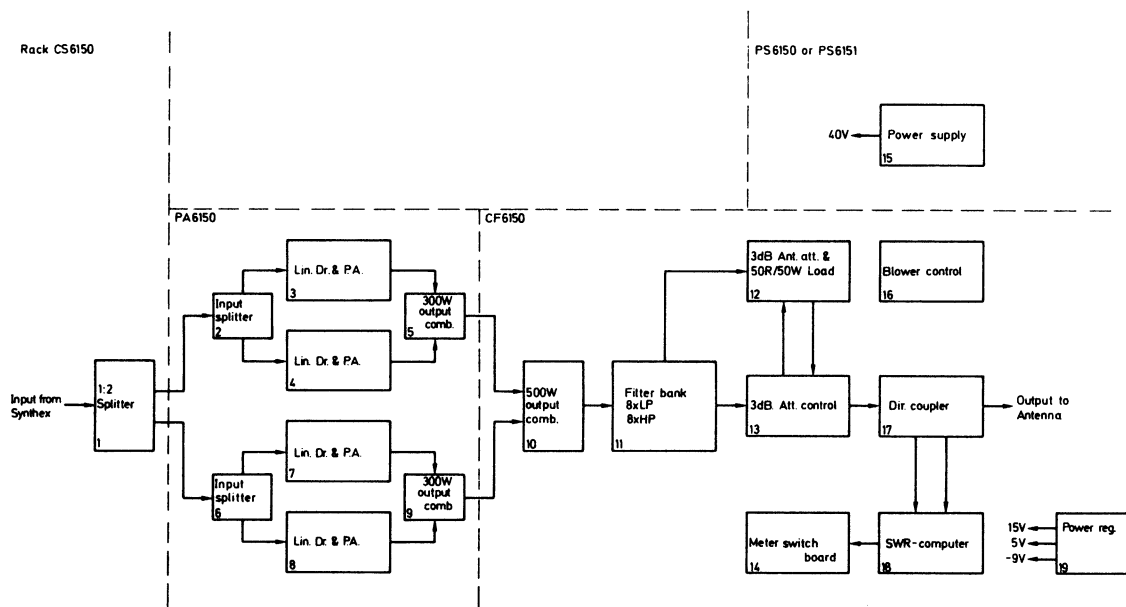 Rack CS6150
PS6150 or PS6151
40V
Power supply
15
PA6150
CF6150
Lin. Dr. & P.A.
3
Input
splitter
2
300W
output
comb.
5
Lin. Dr. & P.A.
4
1:2
Splitter
1
Input from
Synthex
Lin. Dr. & P.A.
7
Input
splitter
6
300W
output
comb
9
Lin. Dr. & P.A.
8
500W
output
comb.
10
Filter bank
8xLP
8xHP
11
3dB Ant. att. &
50R/50W Load
12
Blower control
16
3dB. Att. control
13
Dir. coupler
17
Output to
Antenna
Meter switch
board
14
SWR-computer
18
15V
5V
-9V
Power reg.
19